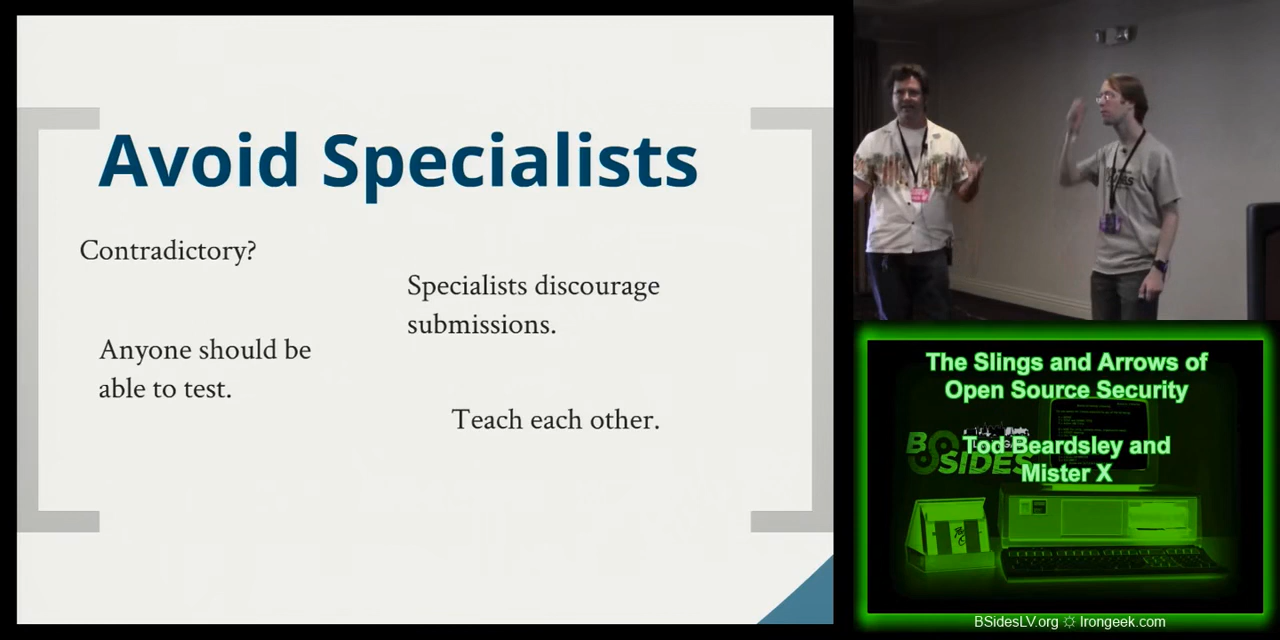 Avoid Specialists
Contradictory?
Specialists discourage
submissions.
Anyone should be
able to test.
Teach each other.
The Slings and Arrows of
Open Source Security
Tod Beardsley and
Mister X
BSIDES
BSidesLV.org ☼ Irongeek.com